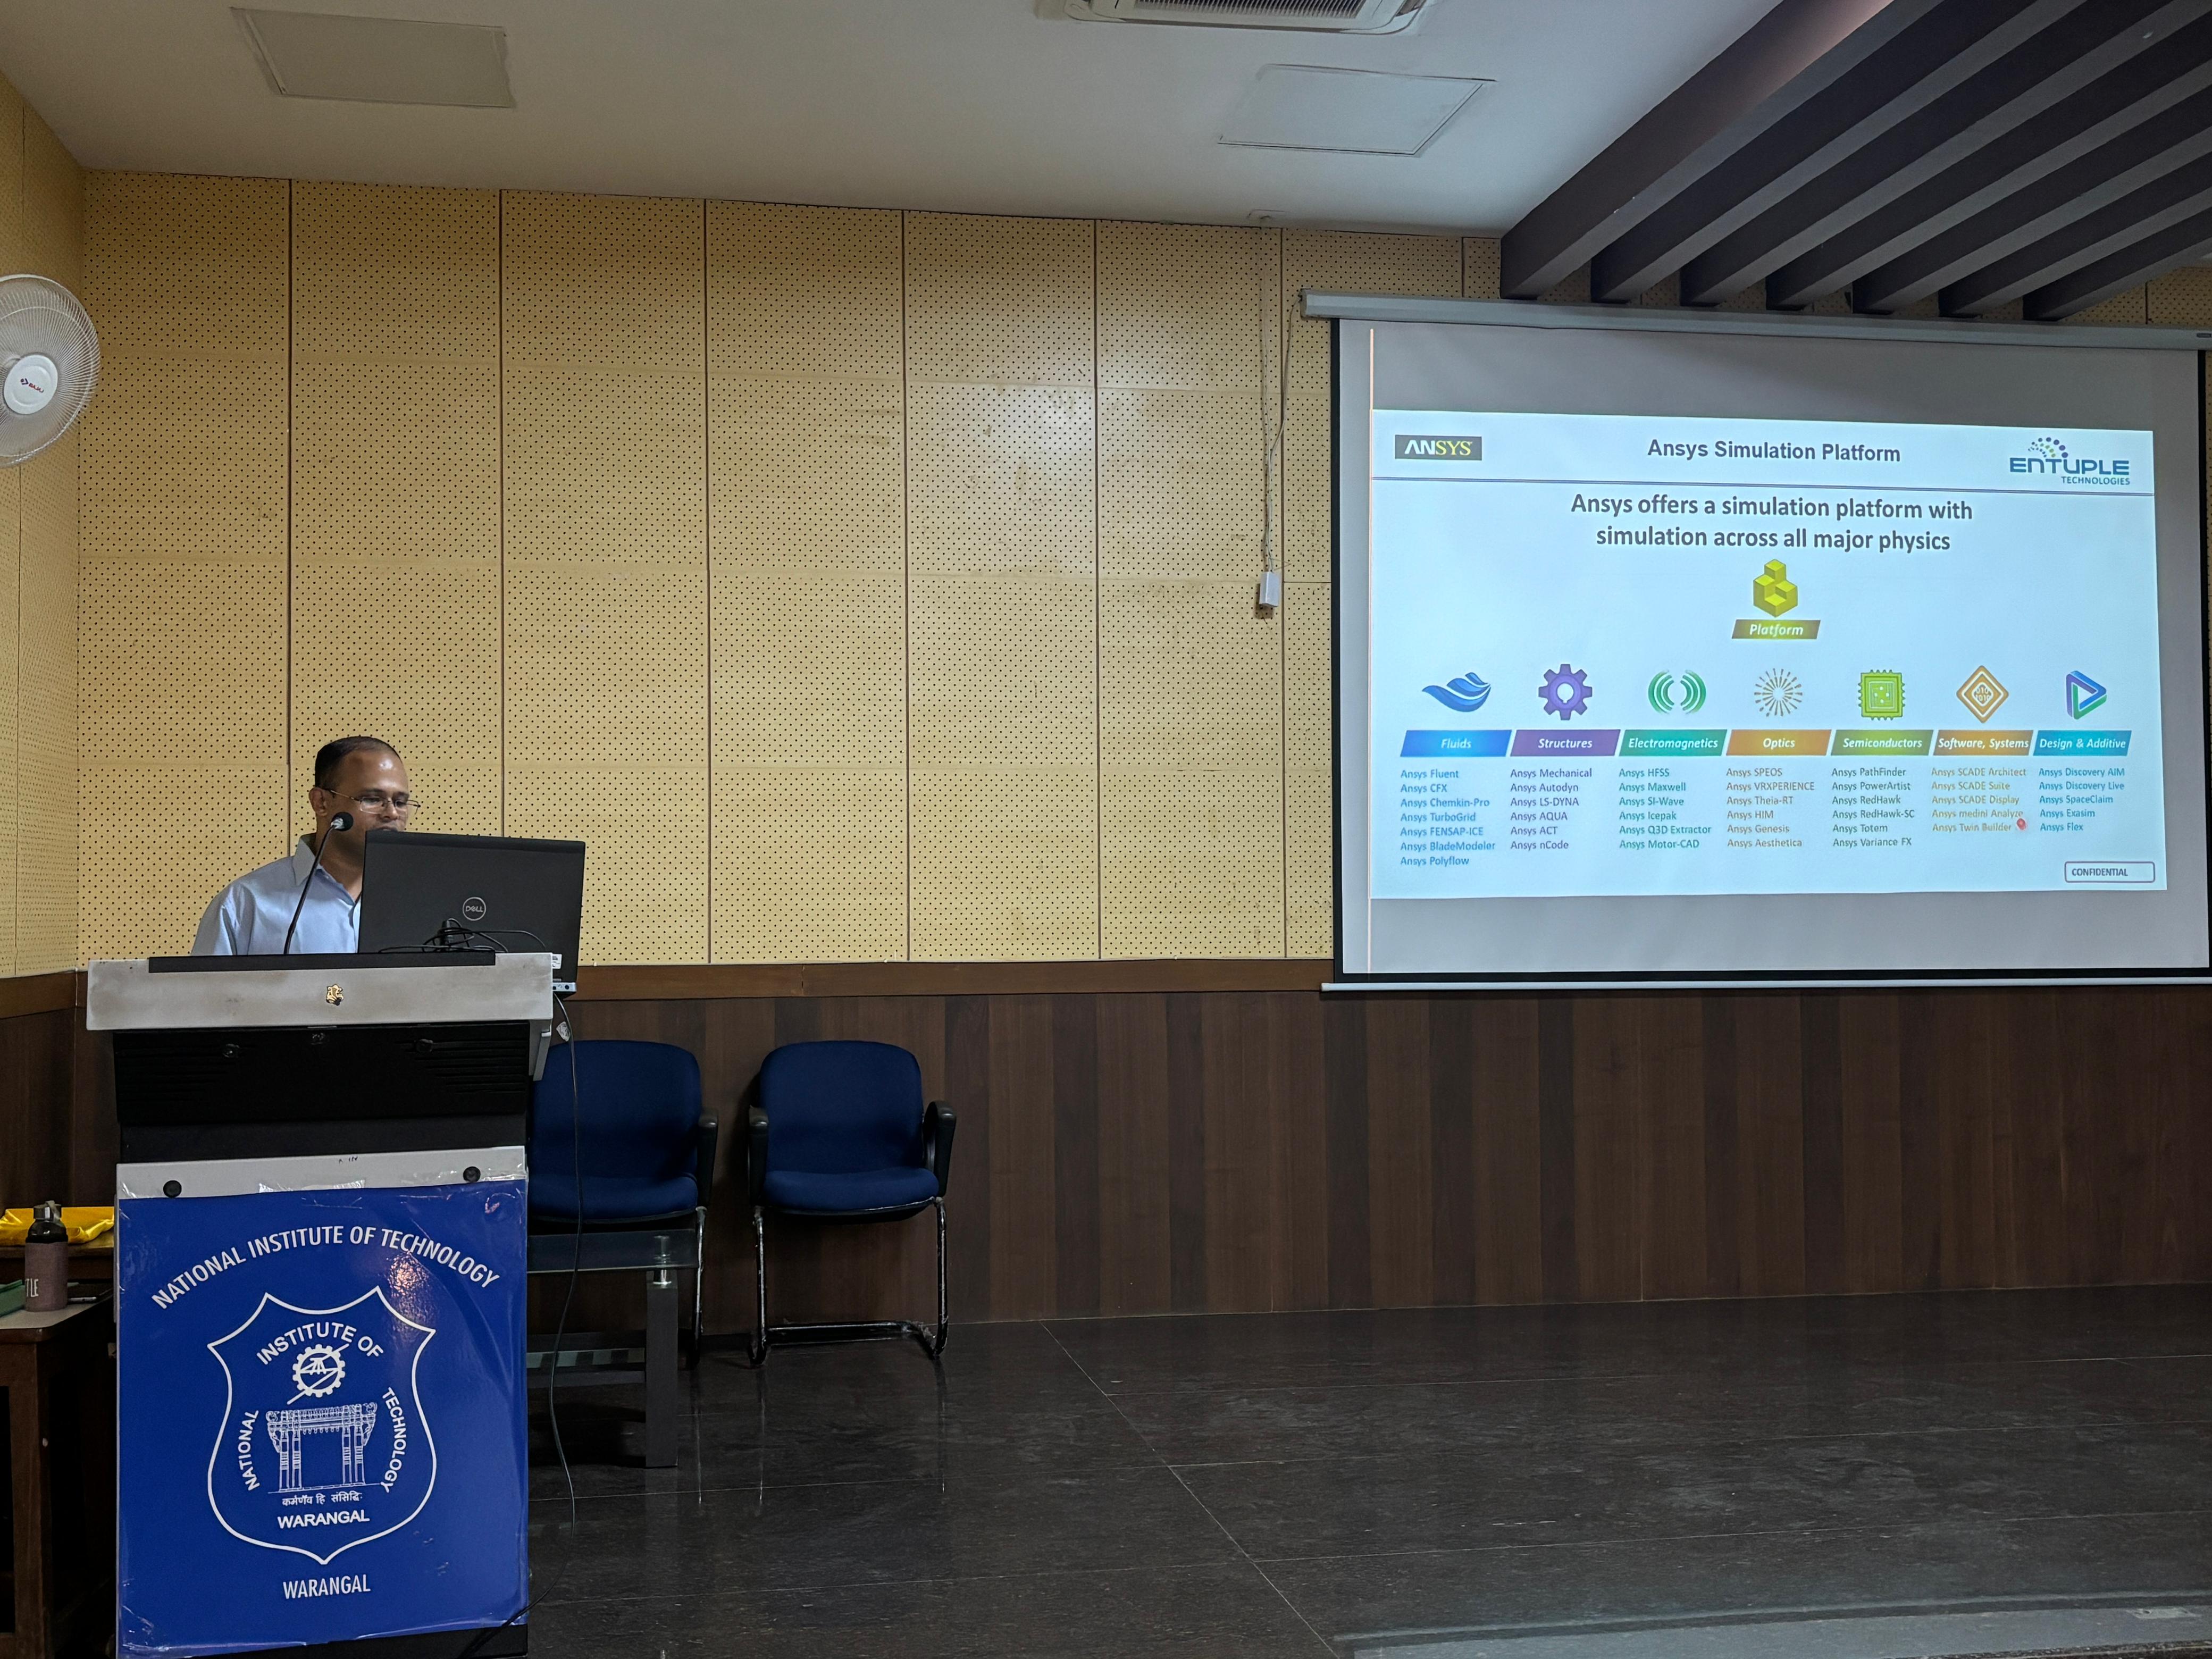 ANSYS
Ansys Simulation Platform
ENTUPLE
TECHNOLOGIES
Ansys offers a simulation platform with
simulation across all major physics
Platform
Fluids
Ansys Fluent
Ansys CFX
Ansys Chemkin-Pro
Ansys TurboGrid
Ansys FENSAP-ICE
Ansys BladeModeler
Ansys Polyflow
Structures
Ansys Mechanical
Ansys Autodyn
Ansys LS-DYNA
Ansys AQUA
Ansys ACT
Ansys nCode
Electromagnetics
Ansys HFSS
Ansys Maxwell
Ansys SI-Wave
Ansys Icepak
Ansys Q3D Extractor
Ansys Motor-CAD
Optics
Ansys SPEOS
Ansys VRXPERIENCE
Ansys Theia-RT
Ansys HIM
Ansys Genesis
Ansys Aesthetica
Semiconductors
Ansys PathFinder
Ansys PowerArtist
Ansys RedHawk
Ansys RedHawk-SC
Ansys Totem
Ansys Variance FX
Software, Systems
Ansys SCADE Architect
Ansys SCADE Suite
Ansys SCADE Display
Ansys medini Analyze
Ansys Twin Builder
Design & Additive
Ansys Discovery AIM
Ansys Discovery Live
Ansys SpaceClaim
Ansys Exasim
Ansys Flex
CONFIDENTIAL
BAJAJ
DELL
NATIONAL INSTITUTE OF TECHNOLOGY
NATIONAL INSTITUTE OF TECHNOLOGY
कर्मण्येव हि संसिद्धिः
WARANGAL
WARANGAL